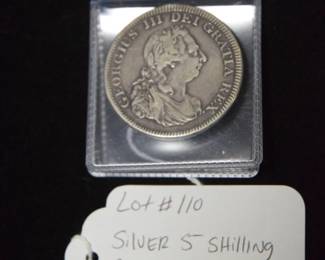 GEORGIUS III DEI GRATIA REX
Lot #110
SILVER 5 SHILLING